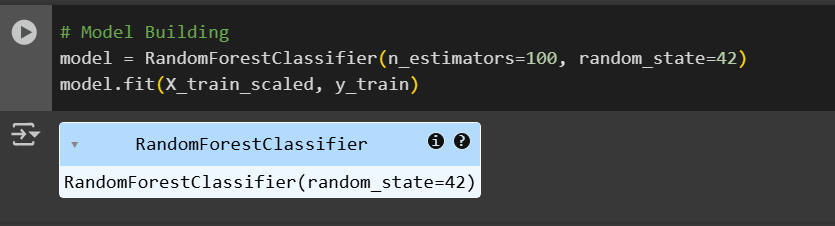 # Model Building
model = RandomForestClassifier(n_estimators=100, random_state=42)
model.fit(X_train_scaled, y_train)
RandomForestClassifier i ?
RandomForestClassifier(random_state=42)